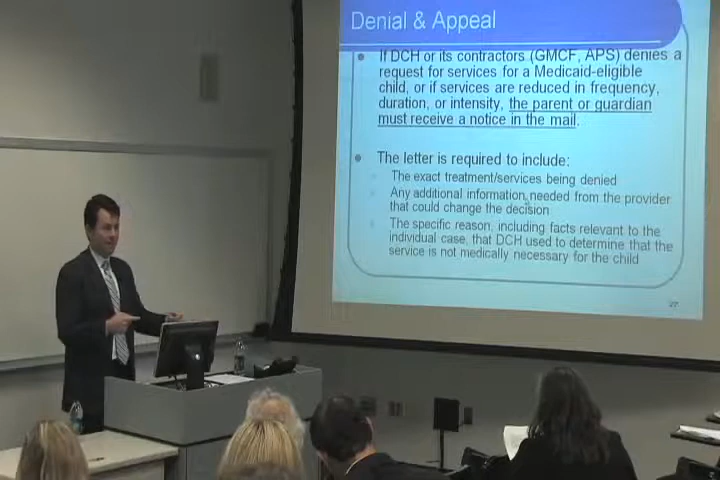 Denial & Appeal
If DCH or its contractors (GMCF, APS) denies a
request for services for a Medicaid-eligible
child, or if services are reduced in frequency,
duration, or intensity, the parent or guardian
must receive a notice in the mail.
The letter is required to include:
The exact treatment/services being denied
Any additional information needed from the provider
that could change the decision
The specific reason, including facts relevant to the
individual case, that DCH used to determine that the
service is not medically necessary for the child